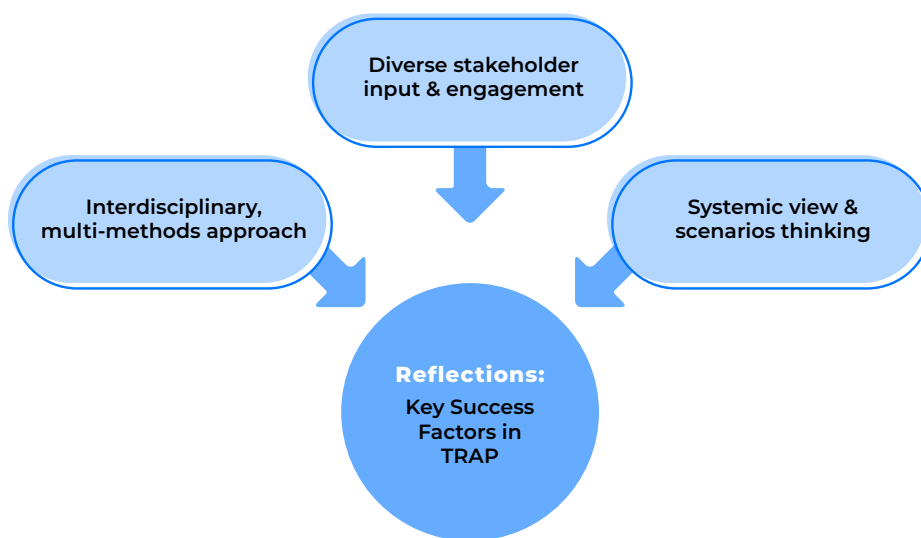 Diverse stakeholder
input & engagement
Interdisciplinary,
multi-methods approach
Systemic view &
scenarios thinking
Reflections:
Key Success
Factors in
TRAP